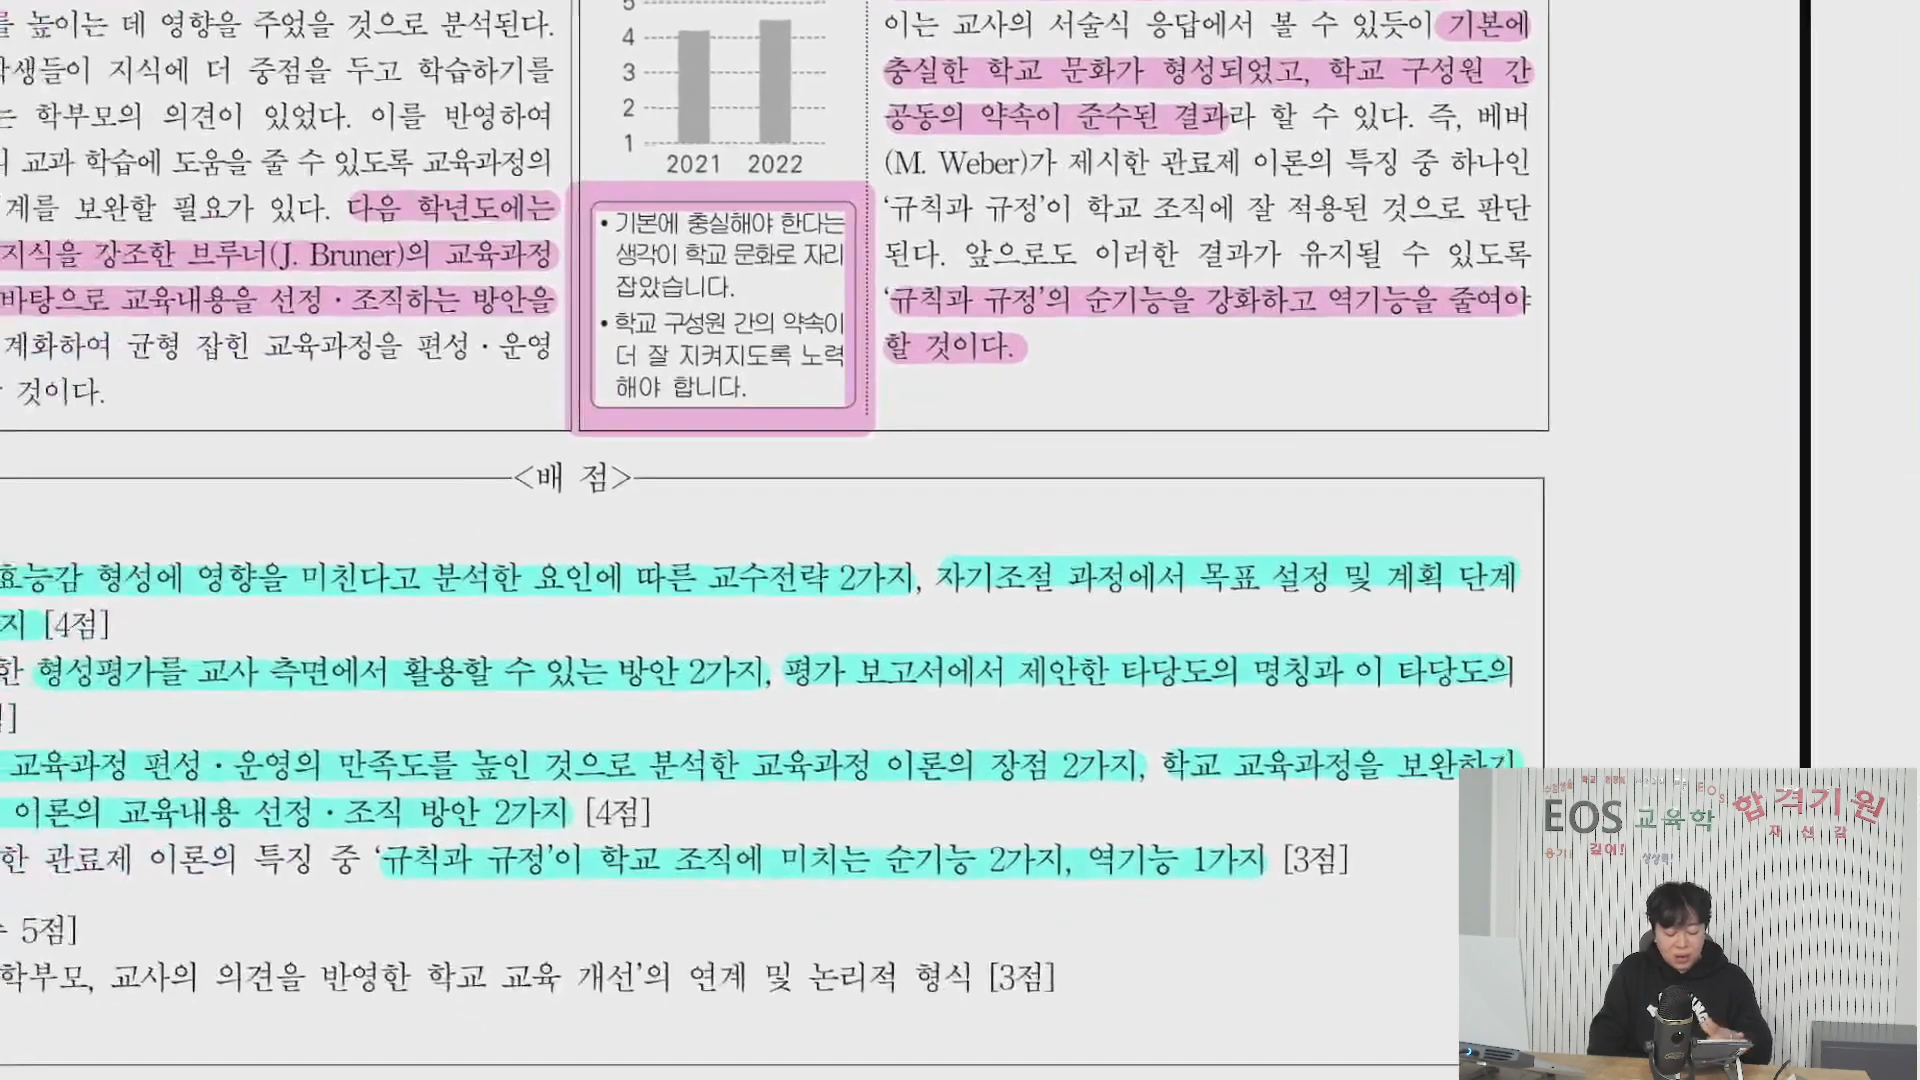 를 높이는 데 영향을 주었을 것으로 분석된다.
학생들이 지식에 더 중점을 두고 학습하기를
는 학부모의 의견이 있었다. 이를 반영하여
교과 학습에 도움을 줄 수 있도록 교육과정의
계를 보완할 필요가 있다. 다음 학년도에는
지식을 강조한 브루너(J. Bruner)의 교육과정
바탕으로 교육내용을 선정·조직하는 방안을
계화하여 균형 잡힌 교육과정을 편성·운영
것이다.
5
4
3
2
1
2021 2022
• 기본에 충실해야 한다는
생각이 학교 문화로 자리
잡았습니다.
• 학교 구성원 간의 약속이
더 잘 지켜지도록 노력
해야 합니다.
이는 교사의 서술식 응답에서 볼 수 있듯이 기본에
충실한 학교 문화가 형성되었고, 학교 구성원 간
공동의 약속이 준수된 결과라 할 수 있다. 즉, 베버
(M. Weber)가 제시한 관료제 이론의 특징 중 하나인
‘규칙과 규정’이 학교 조직에 잘 적용된 것으로 판단
된다. 앞으로도 이러한 결과가 유지될 수 있도록
‘규칙과 규정’의 순기능을 강화하고 역기능을 줄여야
할 것이다.
<배 점>
효능감 형성에 영향을 미친다고 분석한 요인에 따른 교수전략 2가지, 자기조절 과정에서 목표 설정 및 계획 단계
지 [4점]
한 형성평가를 교사 측면에서 활용할 수 있는 방안 2가지, 평가 보고서에서 제안한 타당도의 명칭과 이 타당도의
]
교육과정 편성·운영의 만족도를 높인 것으로 분석한 교육과정 이론의 장점 2가지, 학교 교육과정을 보완하기
이론의 교육내용 선정·조직 방안 2가지 [4점]
한 관료제 이론의 특징 중 ‘규칙과 규정’이 학교 조직에 미치는 순기능 2가지, 역기능 1가지 [3점]
5점]
학부모, 교사의 의견을 반영한 학교 교육 개선’의 연계 및 논리적 형식 [3점]
EOS
EOS 교육학
합격기원
자신감
용기! 깊이! 상상력!